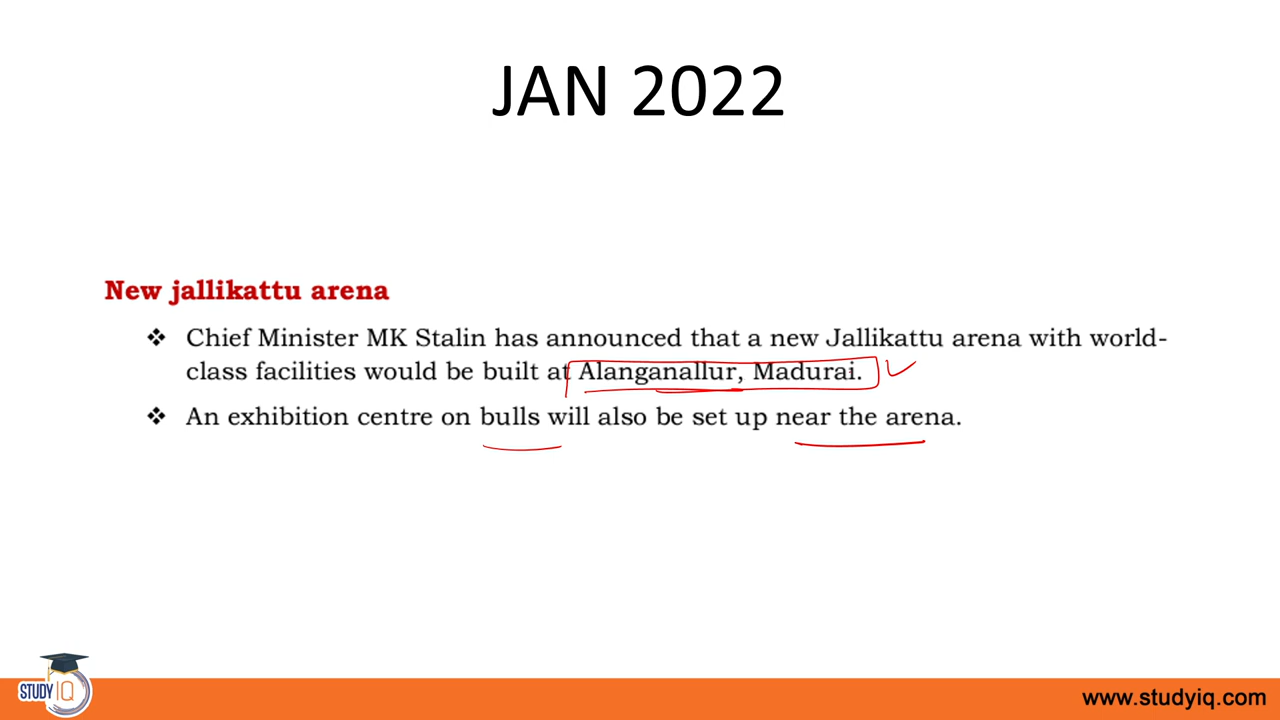 JAN 2022
New jallikattu arena
❖ Chief Minister MK Stalin has announced that a new Jallikattu arena with world-
class facilities would be built at Alanganallur, Madurai.
❖ An exhibition centre on bulls will also be set up near the arena.
STUDY IQ
www.studyiq.com